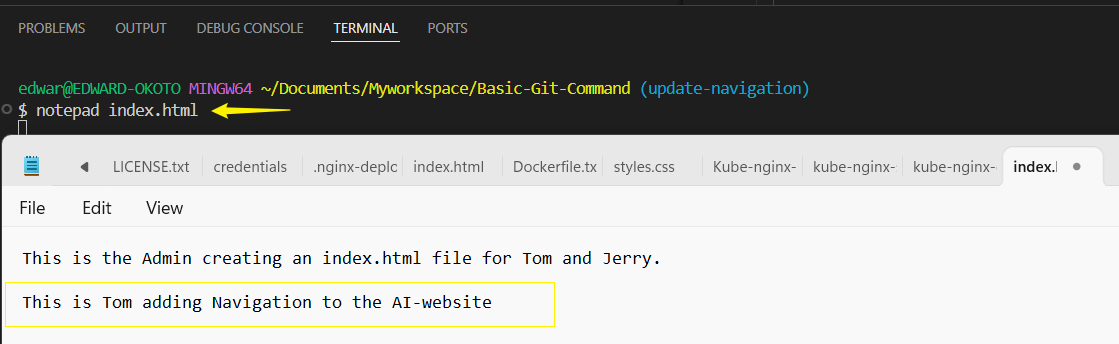 PROBLEMS OUTPUT DEBUG CONSOLE TERMINAL PORTS
edwar@EDWARD-OKOTO MINGW64 ~/Documents/Myworkspace/Basic-Git-Command (update-navigation)
$ notepad index.html
LICENSE.txt credentials .nginx-deplc index.html Dockerfile.tx styles.css Kube-nginx- kube-nginx- kube-nginx- index.l
File Edit View
This is the Admin creating an index.html file for Tom and Jerry.
This is Tom adding Navigation to the AI-website